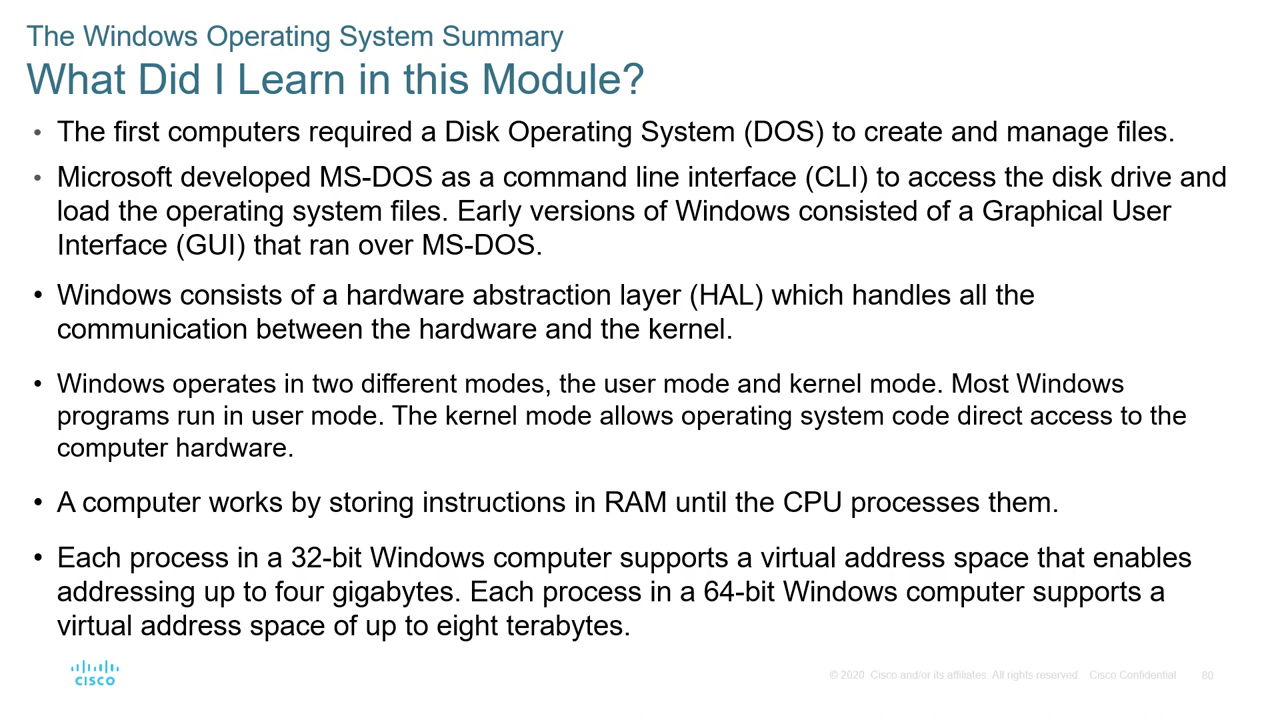 The Windows Operating System Summary
What Did I Learn in this Module?
• The first computers required a Disk Operating System (DOS) to create and manage files.
• Microsoft developed MS-DOS as a command line interface (CLI) to access the disk drive and
load the operating system files. Early versions of Windows consisted of a Graphical User
Interface (GUI) that ran over MS-DOS.
• Windows consists of a hardware abstraction layer (HAL) which handles all the
communication between the hardware and the kernel.
• Windows operates in two different modes, the user mode and kernel mode. Most Windows
programs run in user mode. The kernel mode allows operating system code direct access to the
computer hardware.
• A computer works by storing instructions in RAM until the CPU processes them.
• Each process in a 32-bit Windows computer supports a virtual address space that enables
addressing up to four gigabytes. Each process in a 64-bit Windows computer supports a
virtual address space of up to eight terabytes.
CISCO
© 2020 Cisco and/or its affiliates. All rights reserved. Cisco Confidential 80